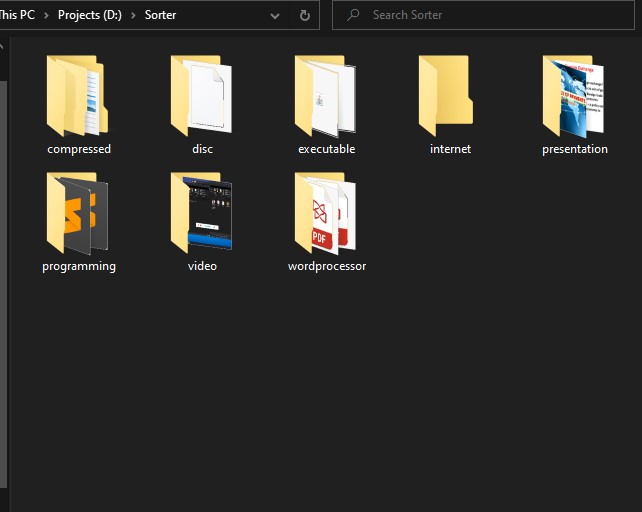 This PC > Projects (D:) > Sorter
Search Sorter
compressed
disc
executable
internet
presentation
programming
video
wordprocessor
PDF